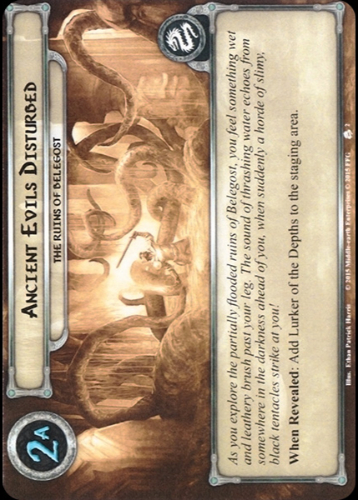 2A
ANCIENT EVILS DISTURBED
THE RUINS OF BELEGOST
As you explore the partially flooded ruins of Belegost, you feel something wet
and leathery brush past your leg. The sound of thrashing water echoes from
somewhere in the darkness ahead of you, when suddenly a horde of slimy,
black tentacles strike at you!
When Revealed: Add Lurker of the Depths to the staging area.
Illus. Ethan Patrick Harris © 2015 Middle-earth Enterprises © 2015 FFG 7